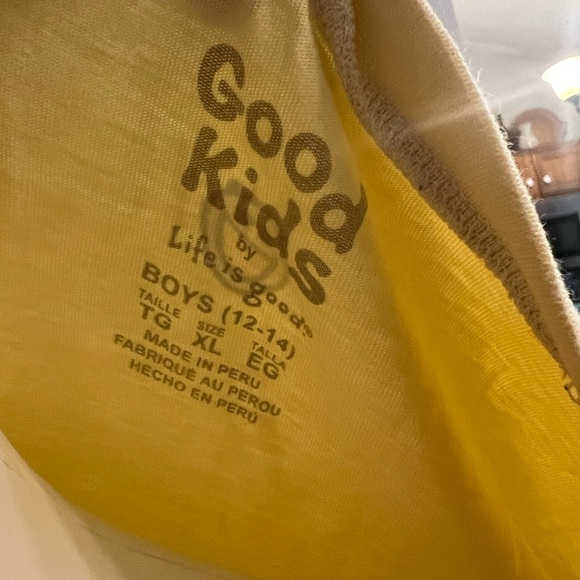 Good
Kids
by
Life is good®
BOYS (12-14)
TAILLE SIZE TALLA
TG XL EG
MADE IN PERU
FABRIQUÉ AU PEROU
HECHO EN PERÚ